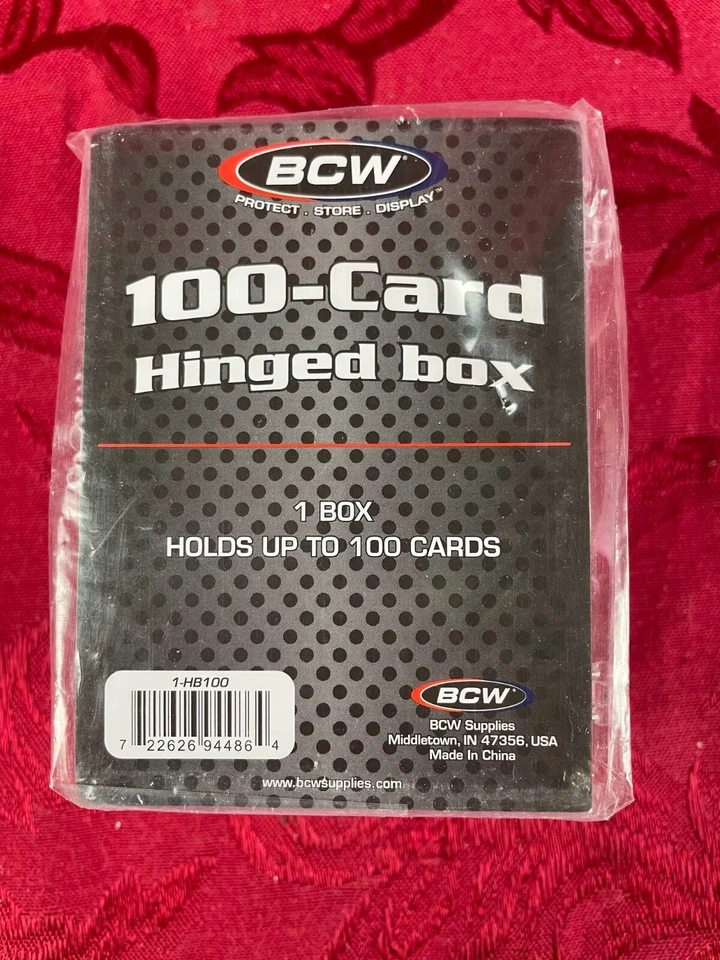 BCW
PROTECT . STORE . DISPLAY™
100-Card
Hinged box
1 BOX
HOLDS UP TO 100 CARDS
1-HB100
7 22626 94486 4
BCW
BCW Supplies
Middletown, IN 47356, USA
Made In China
www.bcwsupplies.com